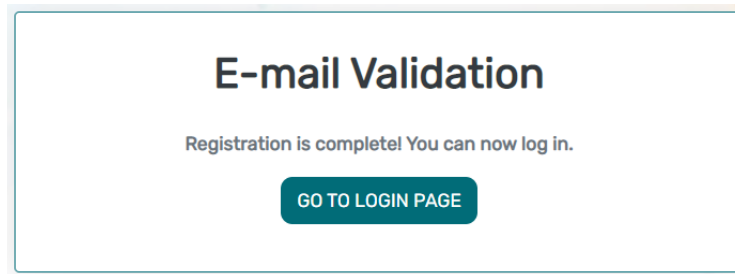 E-mail Validation
Registration is complete! You can now log in.
GO TO LOGIN PAGE